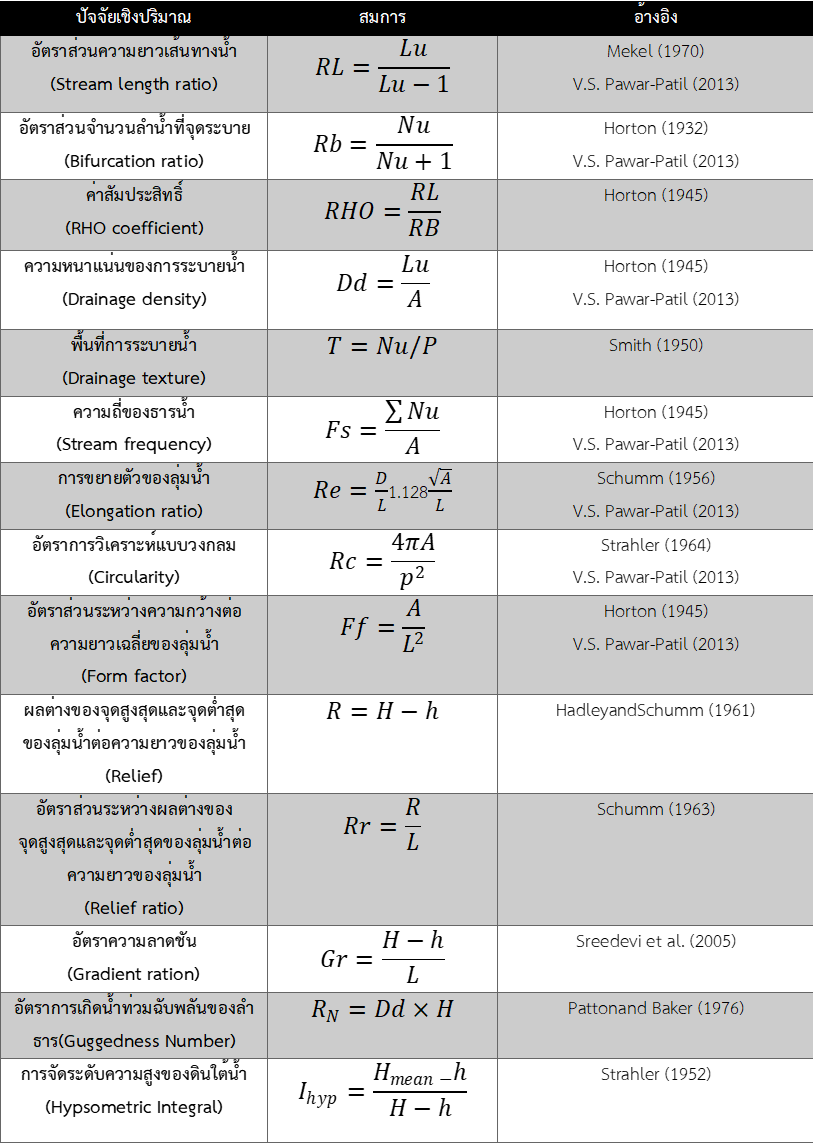 ปัจจัยเชิงปริมาณ สมการ อ้างอิง
อัตราส่วนความยาวเส้นทางน้ำ
(Stream length ratio)
RL = Lu / Lu − 1
Mekel (1970)
V.S. Pawar-Patil (2013)
อัตราส่วนจำนวนลำน้ำที่จุดระบาย
(Bifurcation ratio)
Rb = Nu / Nu + 1
Horton (1932)
V.S. Pawar-Patil (2013)
ค่าสัมประสิทธิ์
(RHO coefficient)
RHO = RL / RB
Horton (1945)
ความหนาแน่นของการระบายน้ำ
(Drainage density)
Dd = Lu / A
Horton (1945)
V.S. Pawar-Patil (2013)
พื้นที่การระบายน้ำ
(Drainage texture)
T = Nu/P
Smith (1950)
ความถี่ของธารน้ำ
(Stream frequency)
Fs = ∑ Nu / A
Horton (1945)
V.S. Pawar-Patil (2013)
การขยายตัวของลุ่มน้ำ
(Elongation ratio)
Re = D/L 1.128 √A/L
Schumm (1956)
V.S. Pawar-Patil (2013)
อัตราการวิเคราะห์แบบวงกลม
(Circularity)
Rc = 4πA / p²
Strahler (1964)
V.S. Pawar-Patil (2013)
อัตราส่วนระหว่างความกว้างต่อ
ความยาวเฉลี่ยของลุ่มน้ำ
(Form factor)
Ff = A / L²
Horton (1945)
V.S. Pawar-Patil (2013)
ผลต่างของจุดสูงสุดและจุดต่ำสุด
ของลุ่มน้ำต่อความยาวของลุ่มน้ำ
(Relief)
R = H − h
HadleyandSchumm (1961)
อัตราส่วนระหว่างผลต่างของ
จุดสูงสุดและจุดต่ำสุดของลุ่มน้ำต่อ
ความยาวของลุ่มน้ำ
(Relief ratio)
Rr = R / L
Schumm (1963)
อัตราความลาดชัน
(Gradient ration)
Gr = H − h / L
Sreedevi et al. (2005)
อัตราการเกิดน้ำท่วมฉับพลันของลำ
ธาร(Guggedness Number)
R_N = Dd × H
Pattonand Baker (1976)
การจัดระดับความสูงของดินใต้น้ำ
(Hypsometric Integral)
I_hyp = H_mean − h / H − h
Strahler (1952)